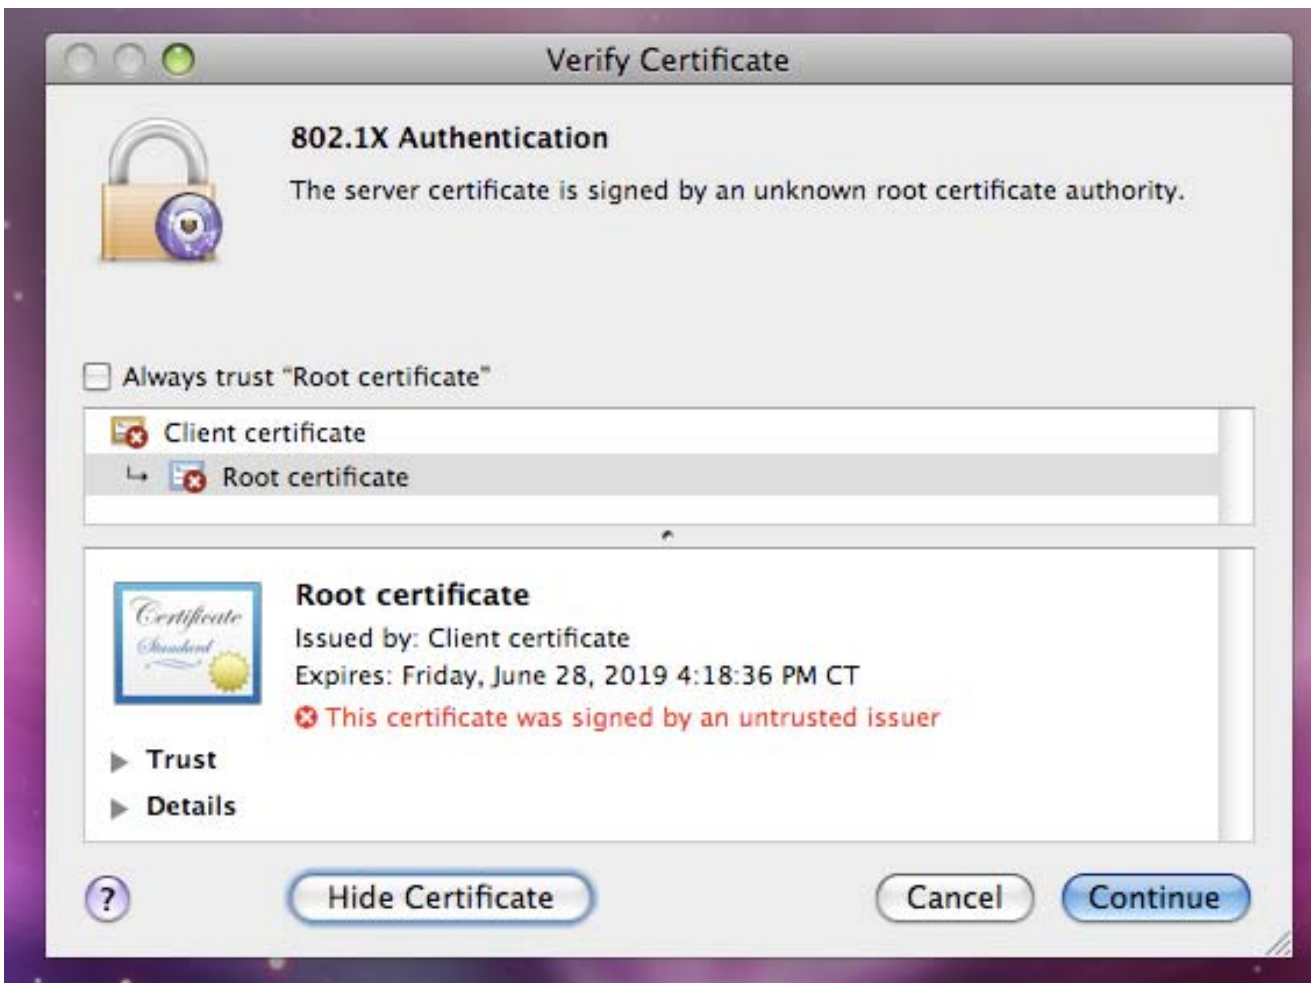 Verify Certificate
802.1X Authentication
The server certificate is signed by an unknown root certificate authority.
Always trust “Root certificate”
Client certificate
Root certificate
Certificate
Standard
Root certificate
Issued by: Client certificate
Expires: Friday, June 28, 2019 4:18:36 PM CT
This certificate was signed by an untrusted issuer
Trust
Details
?
Hide Certificate
Cancel
Continue